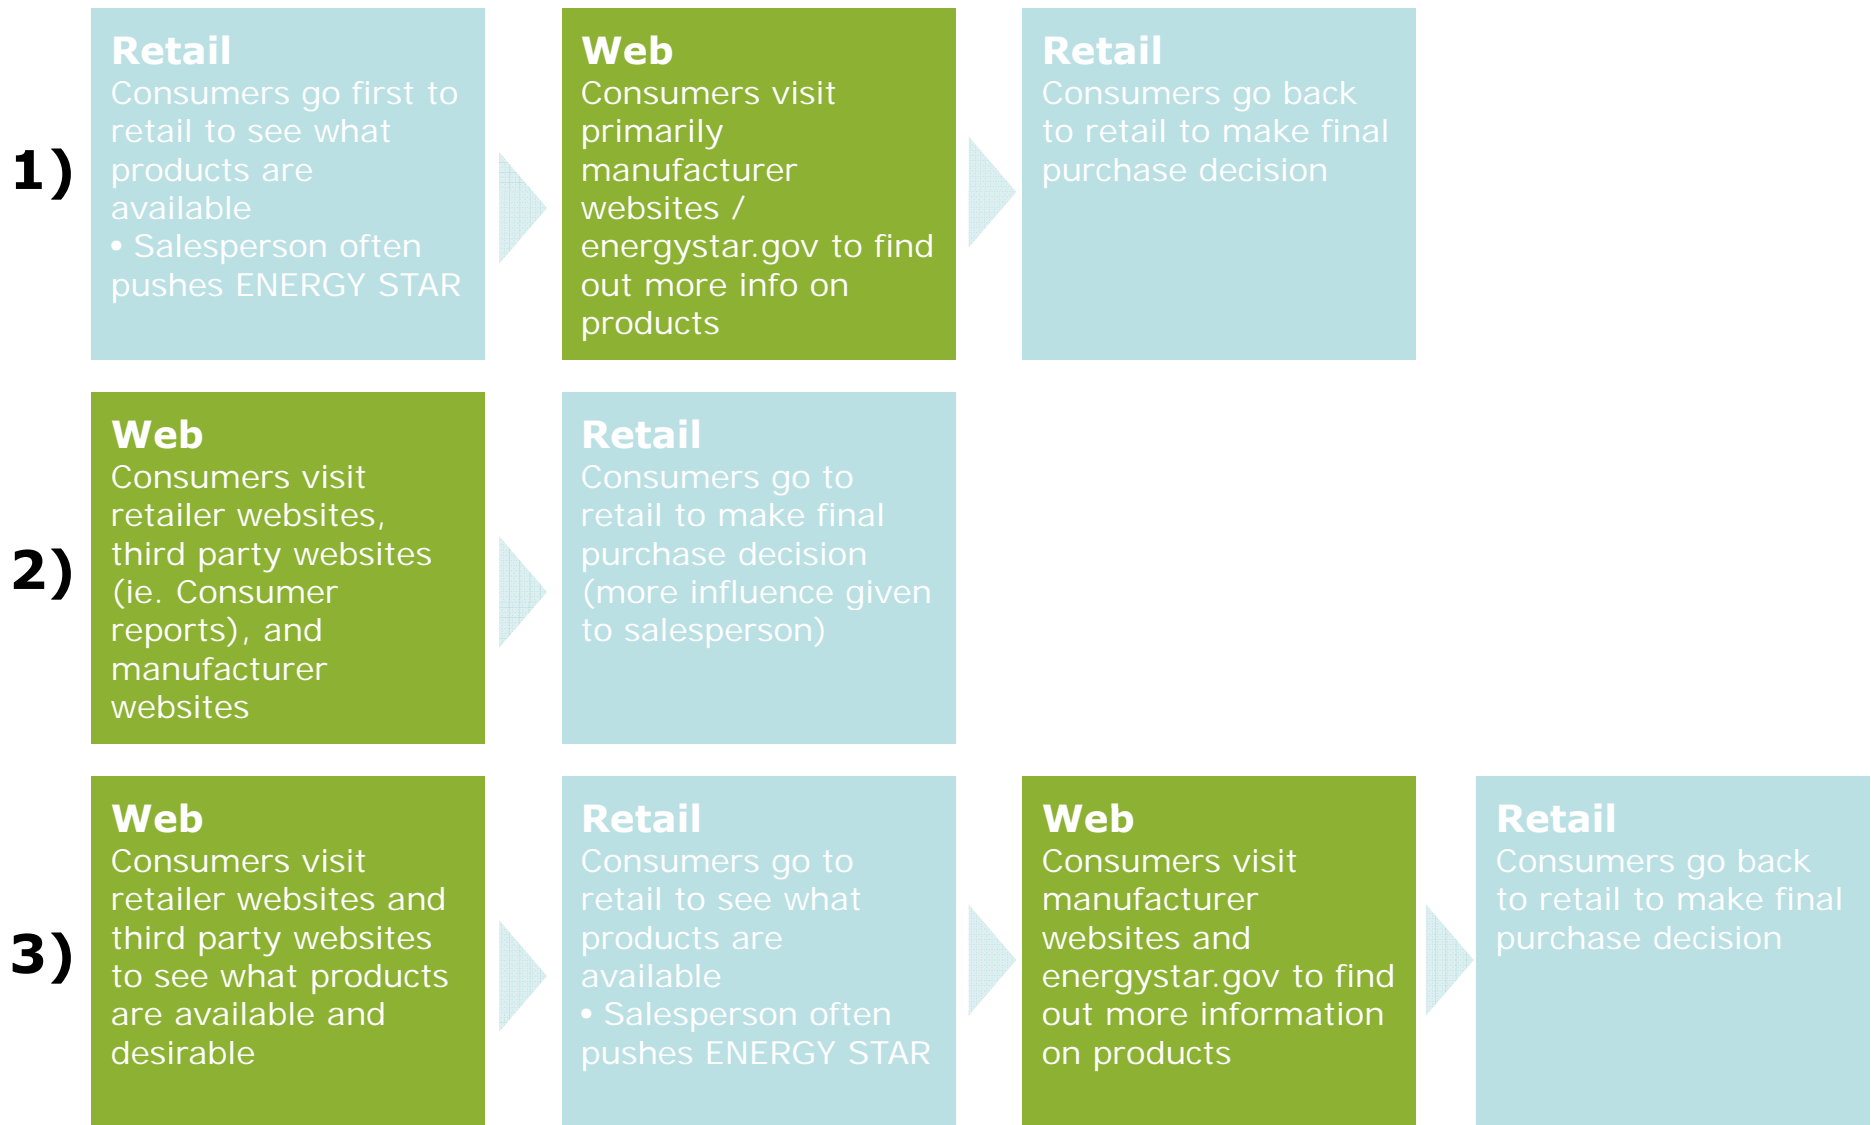 1)
Retail
Consumers go first to
retail to see what
products are
available
• Salesperson often
pushes ENERGY STAR
Web
Consumers visit
primarily
manufacturer
websites /
energystar.gov to find
out more info on
products
Retail
Consumers go back
to retail to make final
purchase decision
2)
Web
Consumers visit
retailer websites,
third party websites
(ie. Consumer
reports), and
manufacturer
websites
Retail
Consumers go to
retail to make final
purchase decision
(more influence given
to salesperson)
3)
Web
Consumers visit
retailer websites and
third party websites
to see what products
are available and
desirable
Retail
Consumers go to
retail to see what
products are
available
• Salesperson often
pushes ENERGY STAR
Web
Consumers visit
manufacturer
websites and
energystar.gov to find
out more information
on products
Retail
Consumers go back
to retail to make final
purchase decision